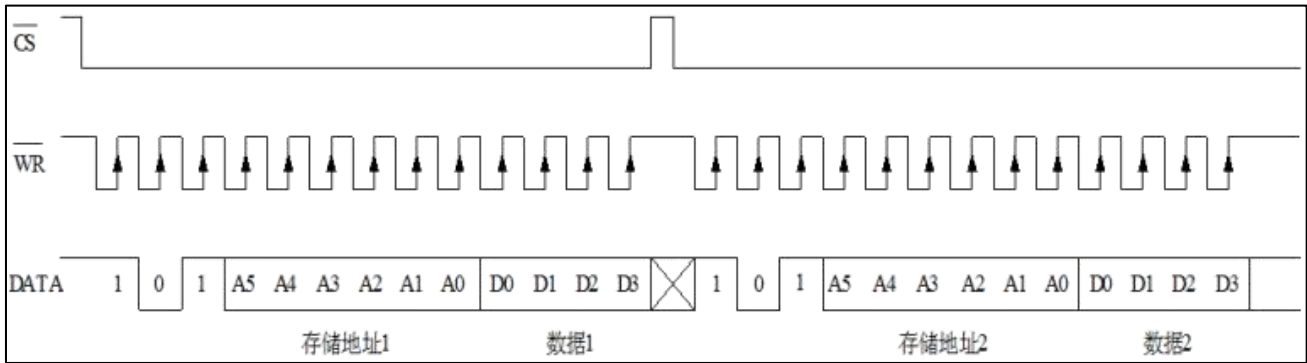 CS
WR
DATA 1 0 1 A5 A4 A3 A2 A1 A0 D0 D1 D2 D3 1 0 1 A5 A4 A3 A2 A1 A0 D0 D1 D2 D3
存储地址1 数据1 存储地址2 数据2